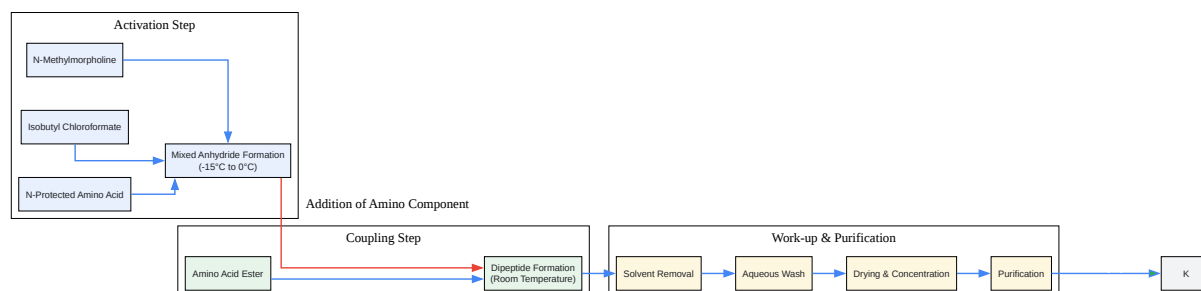 Activation Step
N-Methylmorpholine
Isobutyl Chloroformate
Mixed Anhydride Formation
(-15°C to 0°C)
N-Protected Amino Acid
Addition of Amino Component
Coupling Step
Amino Acid Ester
Dipeptide Formation
(Room Temperature)
Work-up & Purification
Solvent Removal
Aqueous Wash
Drying & Concentration
Purification
K